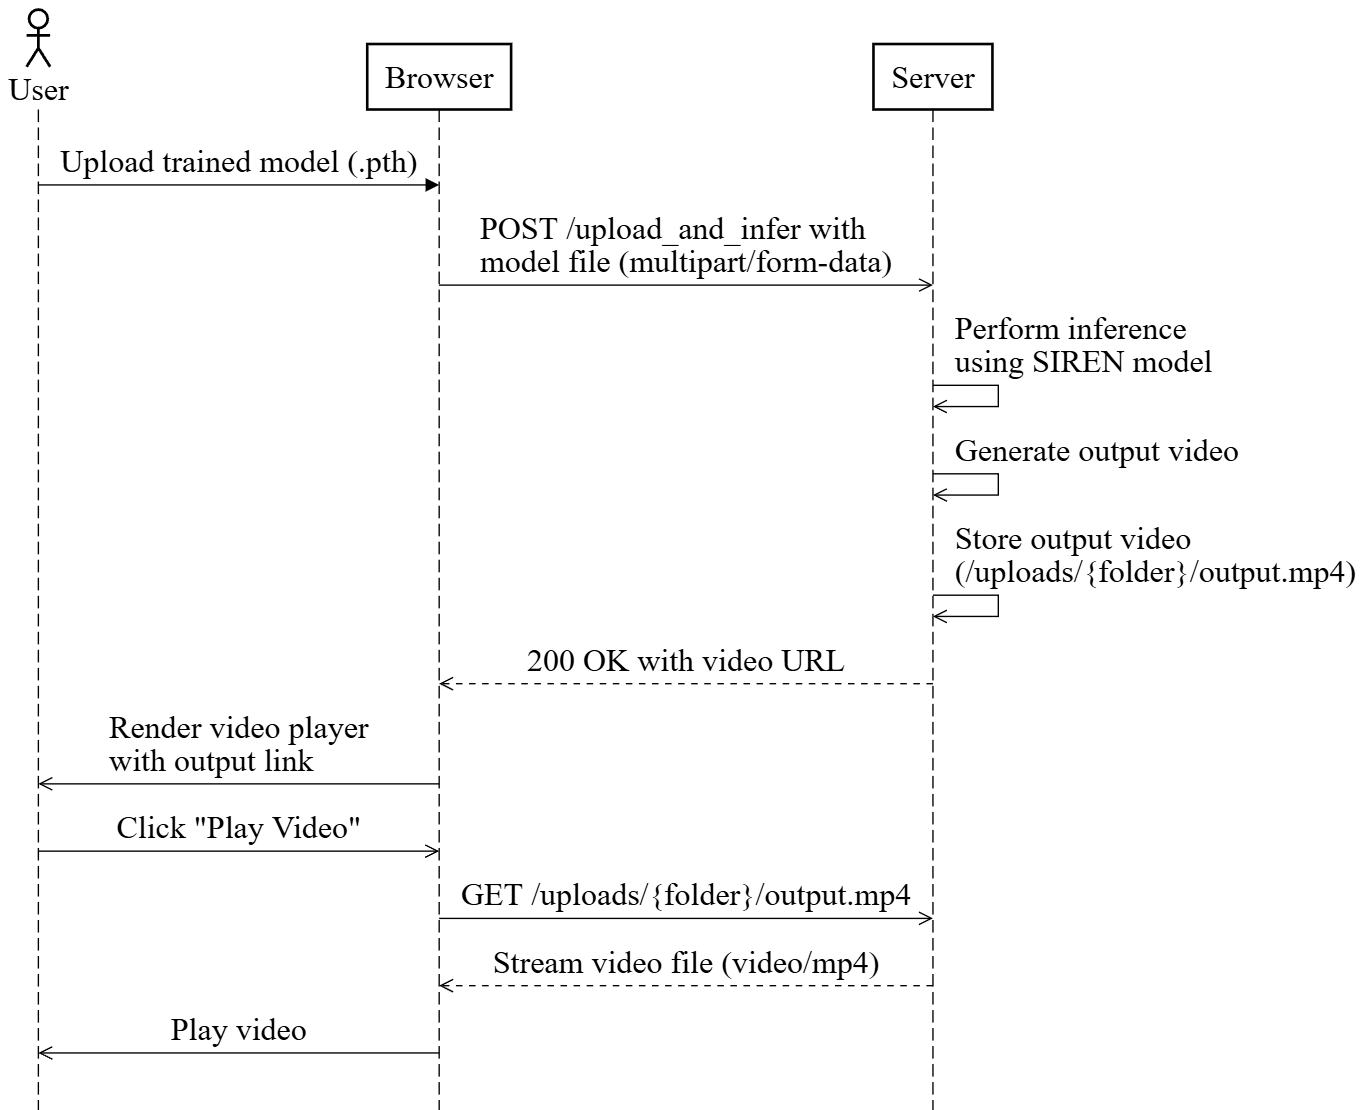 User
Browser
Server
Upload trained model (.pth)
POST /upload_and_infer with
model file (multipart/form-data)
Perform inference
using SIREN model
Generate output video
Store output video
(/uploads/{folder}/output.mp4)
200 OK with video URL
Render video player
with output link
Click "Play Video"
GET /uploads/{folder}/output.mp4
Stream video file (video/mp4)
Play video